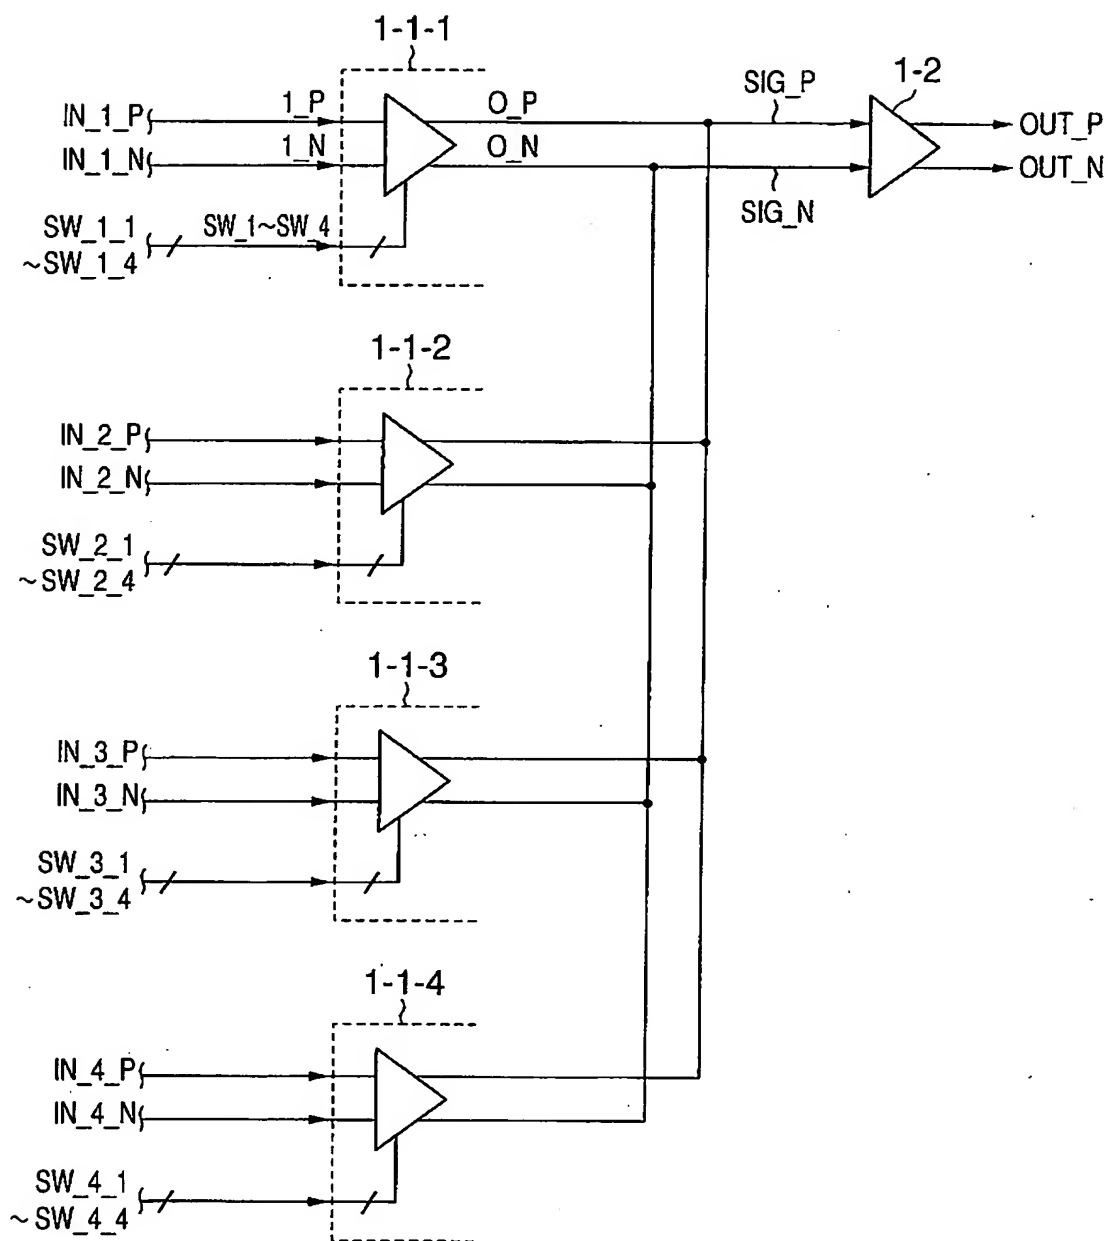 1-1-1
1_P
O_P
IN_1_P
1_N
O_N
IN_1_N
SW_1_1
~SW_1_4
SW_1~SW_4
SIG_P
SIG_N
1-2
OUT_P
OUT_N
1-1-2
IN_2_P
IN_2_N
SW_2_1
~SW_2_4
1-1-3
IN_3_P
IN_3_N
SW_3_1
~SW_3_4
1-1-4
IN_4_P
IN_4_N
SW_4_1
~SW_4_4